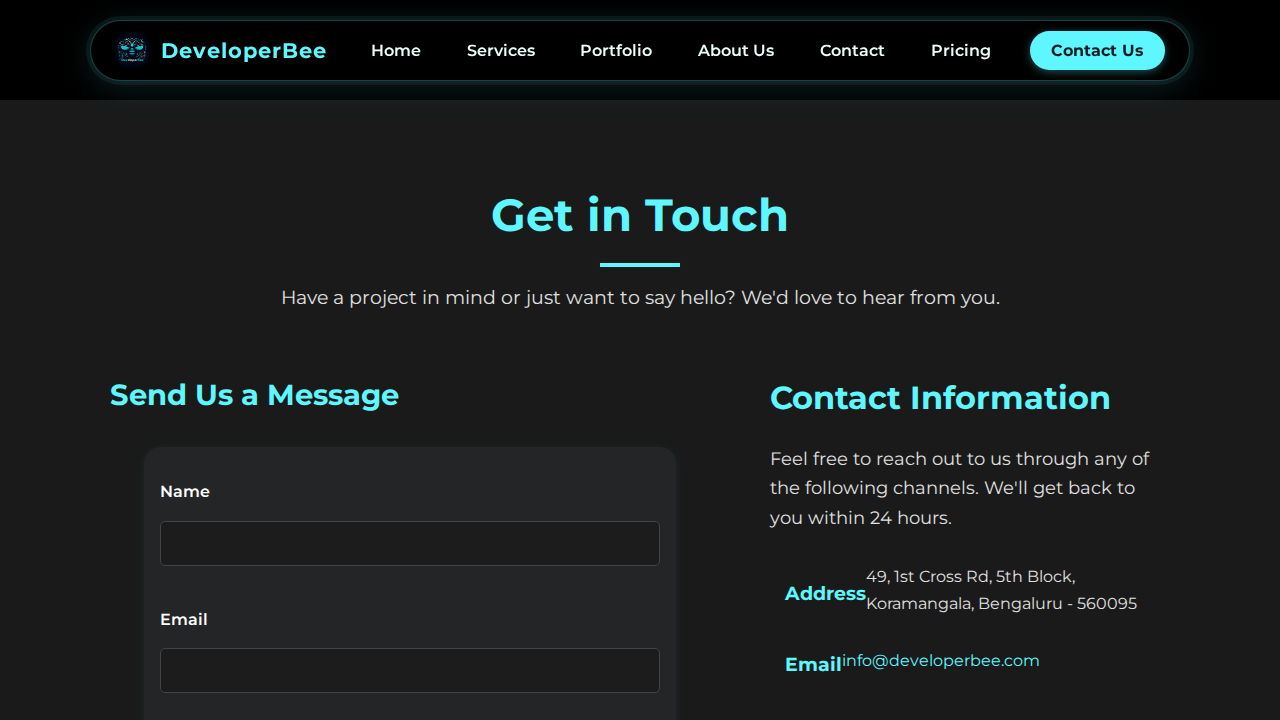 DeveloperBee
Home
Services
Portfolio
About Us
Contact
Pricing
Contact Us
Get in Touch
Have a project in mind or just want to say hello? We'd love to hear from you.
Send Us a Message
Name
Email
Contact Information
Feel free to reach out to us through any of
the following channels. We'll get back to
you within 24 hours.
Address
49, 1st Cross Rd, 5th Block,
Koramangala, Bengaluru - 560095
Email
info@developerbee.com